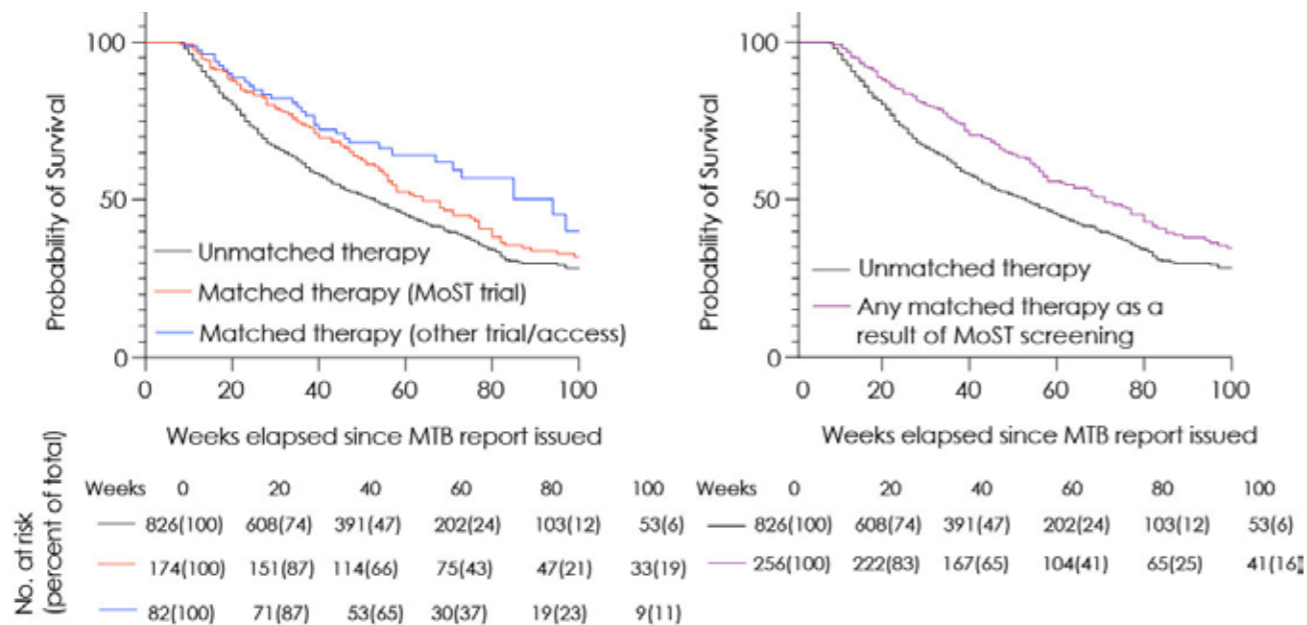 100
50
0
Probability of Survival
Unmatched therapy
Matched therapy (MoST trial)
Matched therapy (other trial/access)
0 20 40 60 80 100
Weeks elapsed since MTB report issued
100
50
0
Probability of Survival
Unmatched therapy
Any matched therapy as a
result of MoST screening
0 20 40 60 80 100
Weeks elapsed since MTB report issued
No. at risk
(percent of total)
Weeks 0 20 40 60 80 100
826(100) 608(74) 391(47) 202(24) 103(12) 53(6)
174(100) 151(87) 114(66) 75(43) 47(21) 33(19)
82(100) 71(87) 53(65) 30(37) 19(23) 9(11)
Weeks 0 20 40 60 80 100
826(100) 608(74) 391(47) 202(24) 103(12) 53(6)
256(100) 222(83) 167(65) 104(41) 65(25) 41(16)